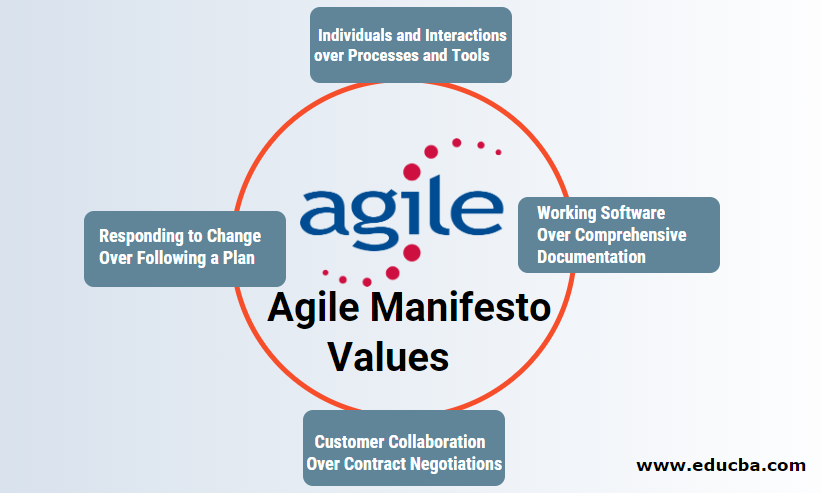 Individuals and Interactions
over Processes and Tools
agile
Responding to Change
Over Following a Plan
Working Software
Over Comprehensive
Documentation
Agile Manifesto
Values
Customer Collaboration
Over Contract Negotiations
www.educba.com